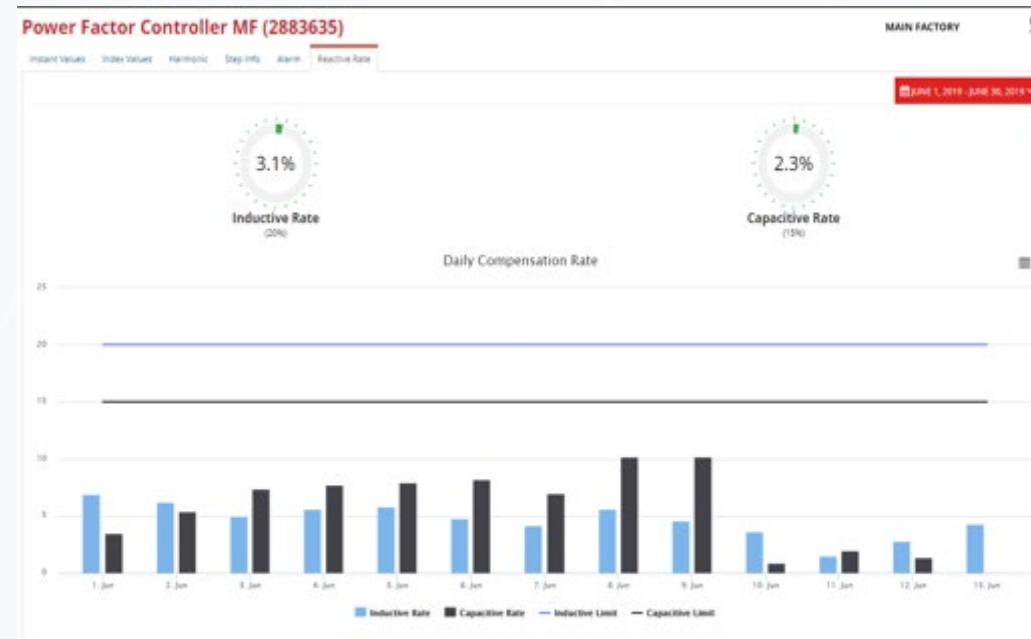 Power Factor Controller MF (2883635)
MAIN FACTORY
Instant Values Index Values Harmonic Step Info Alarm Reactive Rate
JUNE 1, 2019 - JUNE 30, 2019
3.1%
2.3%
Inductive Rate
Capacitive Rate
(20%)
(15%)
Daily Compensation Rate
25
20
15
10
5
0
1. Jun 2. Jun 3. Jun 4. Jun 5. Jun 6. Jun 7. Jun 8. Jun 9. Jun 10. Jun 11. Jun 12. Jun 13. Jun
Inductive Rate Capacitive Rate Inductive Limit Capacitive Limit